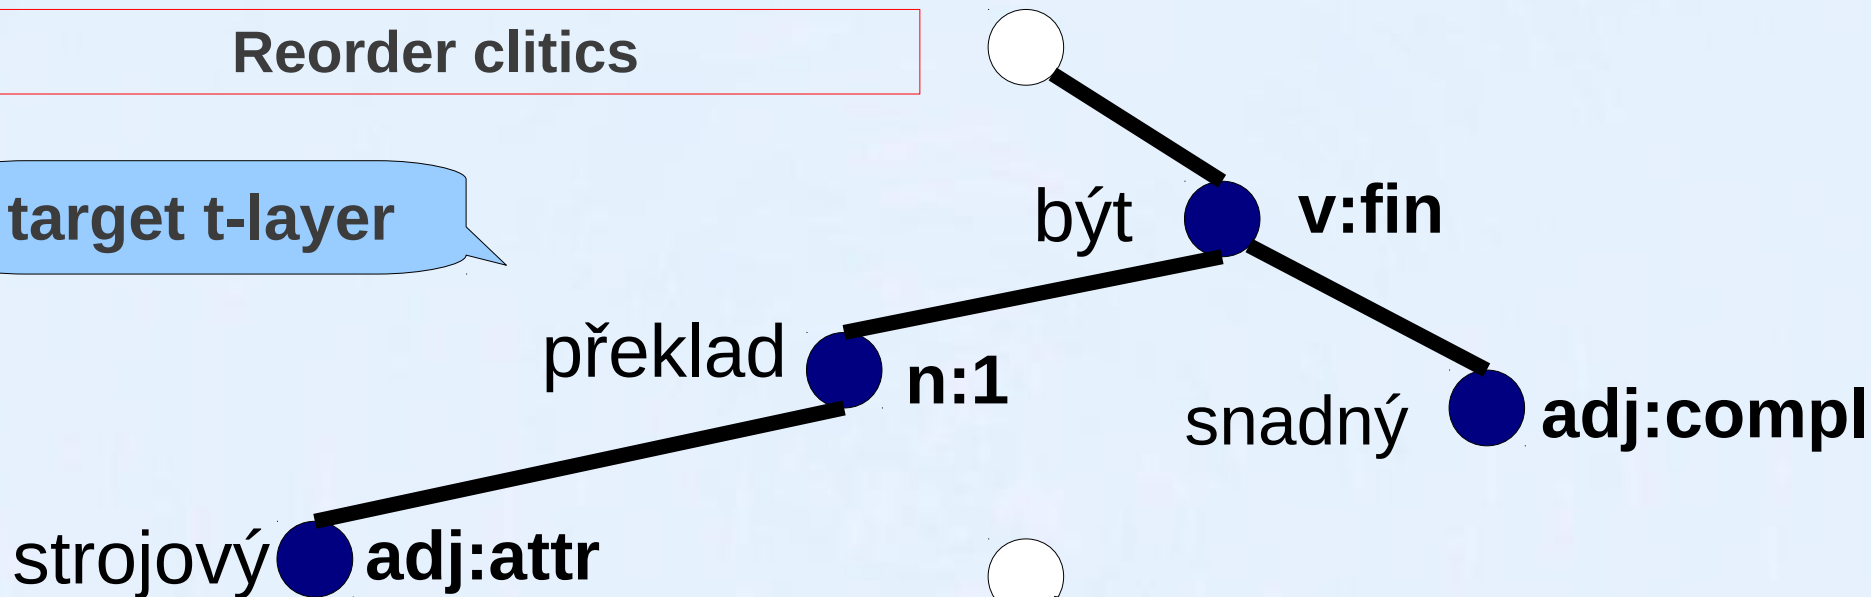 Reorder clitics
target t-layer
být v:fin
překlad n:1
snadný adj:compl
strojový adj:attr